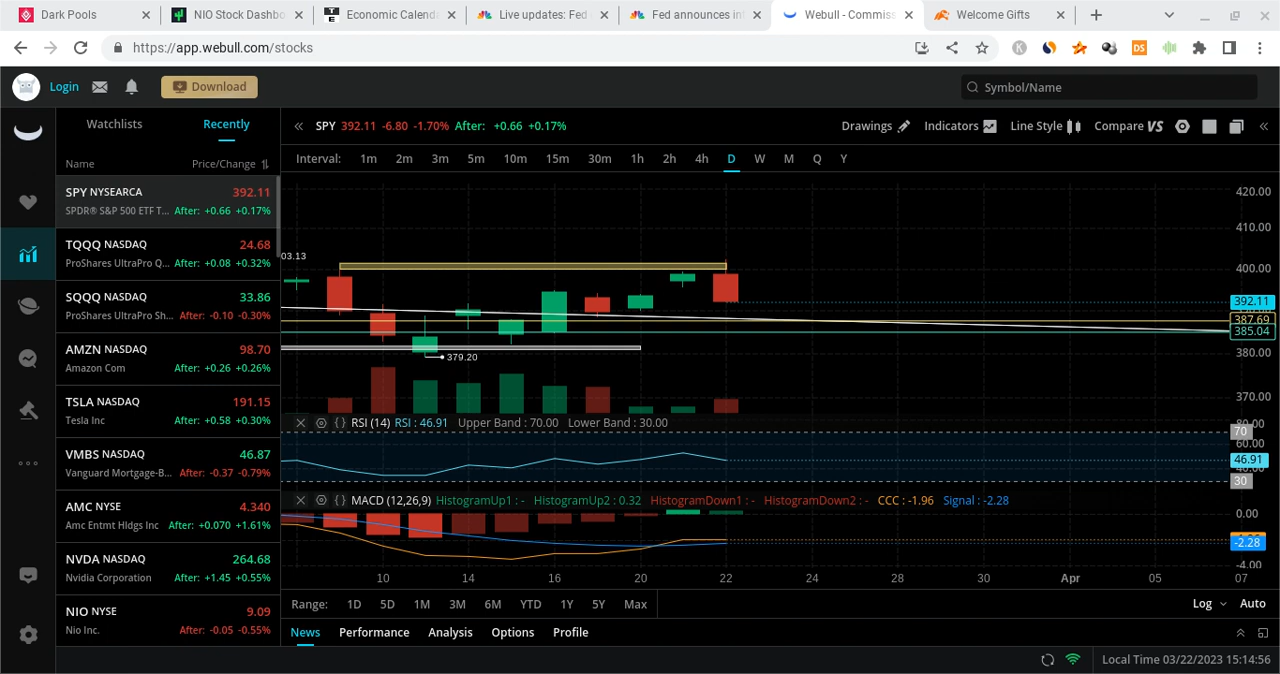 Dark Pools
NIO Stock Dashbo
Economic Calenda
Live updates: Fed
Fed announces in
Webull - Commiss
Welcome Gifts
https://app.webull.com/stocks
Login
Download
Symbol/Name
Watchlists
Recently
Name
Price/Change
SPY NYSEARCA 392.11
SPDR® S&P 500 ETF T... After: +0.66 +0.17%
TQQQ NASDAQ 24.68
ProShares UltraPro Q... After: +0.08 +0.32%
SQQQ NASDAQ 33.86
ProShares UltraPro Sh... After: -0.10 -0.30%
AMZN NASDAQ 98.70
Amazon Com After: +0.26 +0.26%
TSLA NASDAQ 191.15
Tesla Inc After: +0.58 +0.30%
VMBS NASDAQ 46.87
Vanguard Mortgage-B... After: -0.37 -0.79%
AMC NYSE 4.340
Amc Entmt Hldgs Inc After: +0.070 +1.61%
NVDA NASDAQ 264.68
Nvidia Corporation After: +1.45 +0.55%
NIO NYSE 9.09
Nio Inc. After: -0.05 -0.55%
SPY 392.11 -6.80 -1.70% After: +0.66 +0.17%
Drawings Indicators Line Style Compare VS
Interval: 1m 2m 3m 5m 10m 15m 30m 1h 2h 4h D W M Q Y
420.00
410.00
03.13
400.00
392.11
387.69
385.04
380.00
379.20
370.00
RSI (14) RSI : 46.91 Upper Band : 70.00 Lower Band : 30.00
80.00
70
60.00
46.91
40.00
30
MACD (12,26,9) HistogramUp1 : - HistogramUp2 : 0.32 HistogramDown1 : - HistogramDown2 : - CCC : -1.96 Signal : -2.28
0.00
-2.28
-4.00
10 14 16 20 22 24 28 30 Apr 05 07
Range: 1D 5D 1M 3M 6M YTD 1Y 5Y Max
Log Auto
News Performance Analysis Options Profile
Local Time 03/22/2023 15:14:56
DS